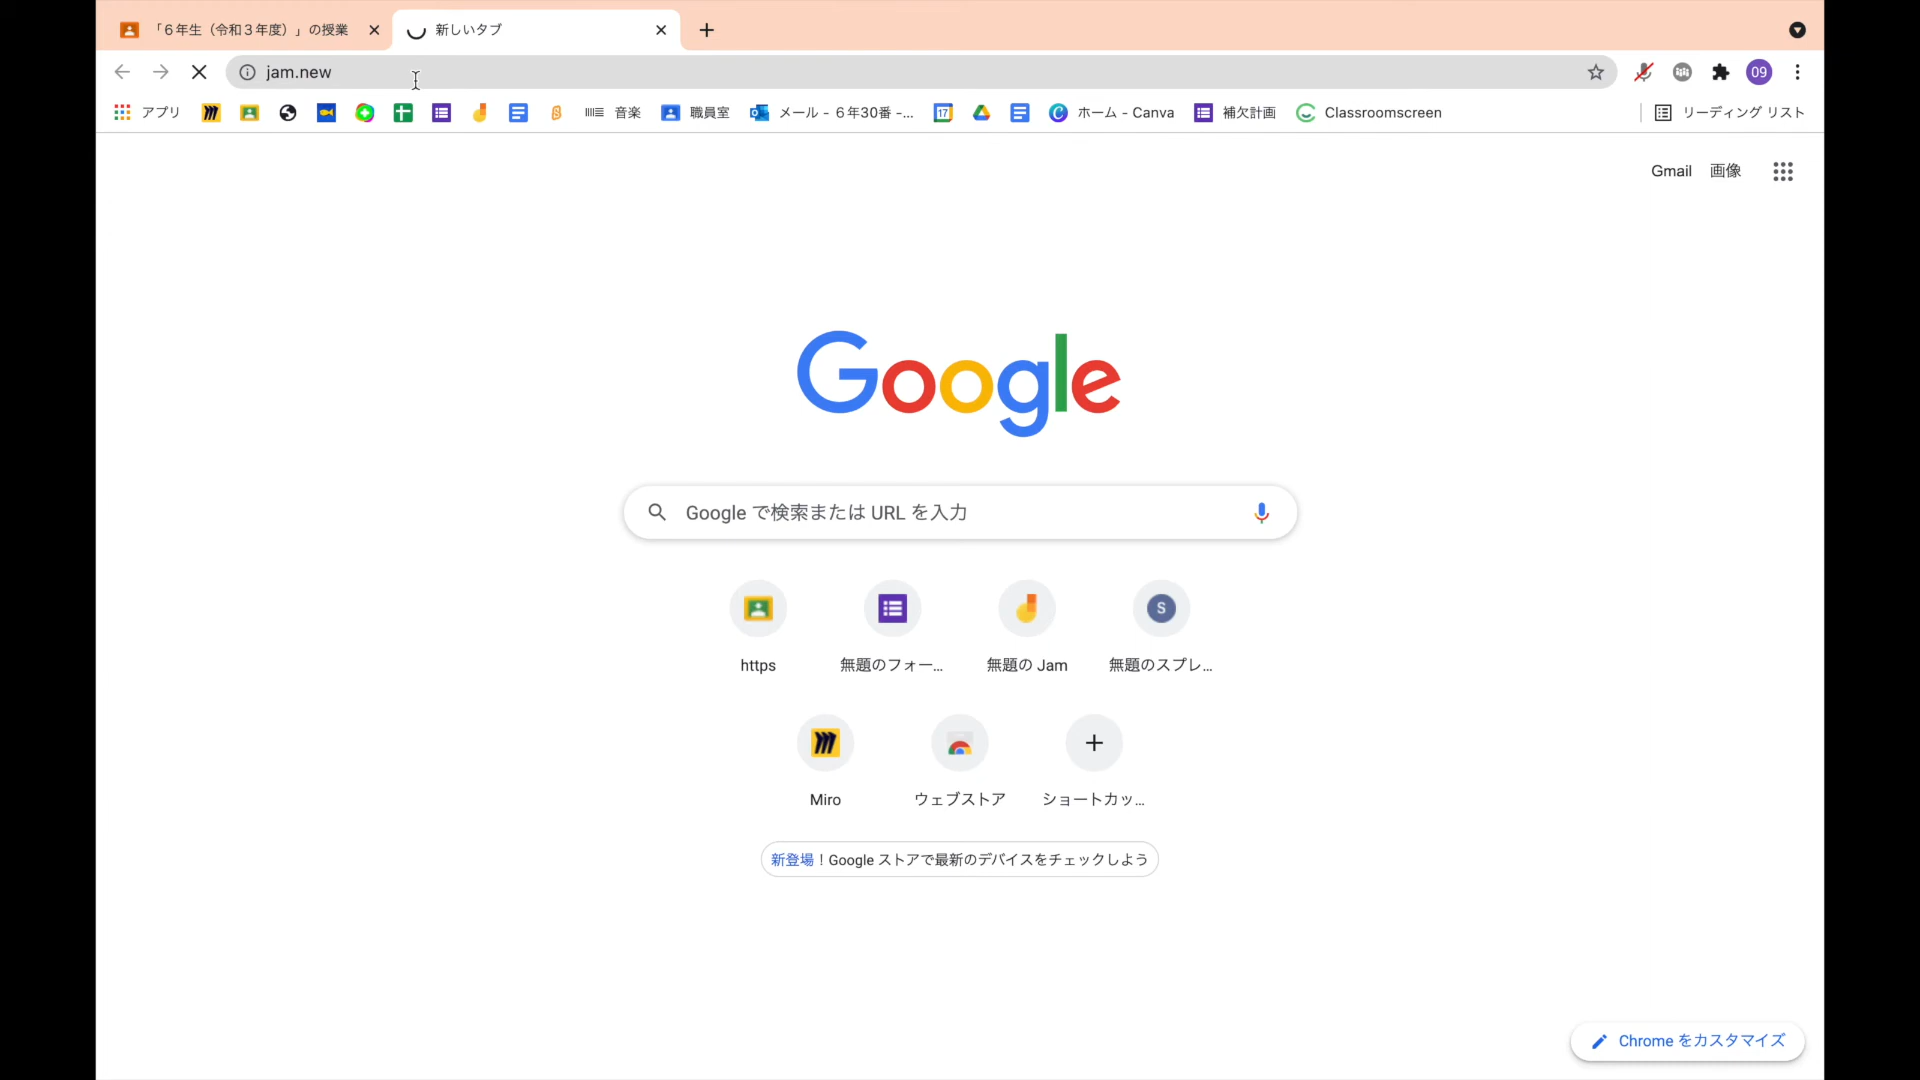 「６年生（令和３年度）」の授業
新しいタブ
jam.new
09
アプリ
音楽
職員室
メール - ６年30番 -...
17
ホーム - Canva
補欠計画
Classroomscreen
リーディング リスト
Gmail 画像
Google
Google で検索または URL を入力
S
https 無題のフォー... 無題の Jam 無題のスプレ...
Miro ウェブストア ショートカッ...
新登場！Google ストアで最新のデバイスをチェックしよう
Chrome をカスタマイズ